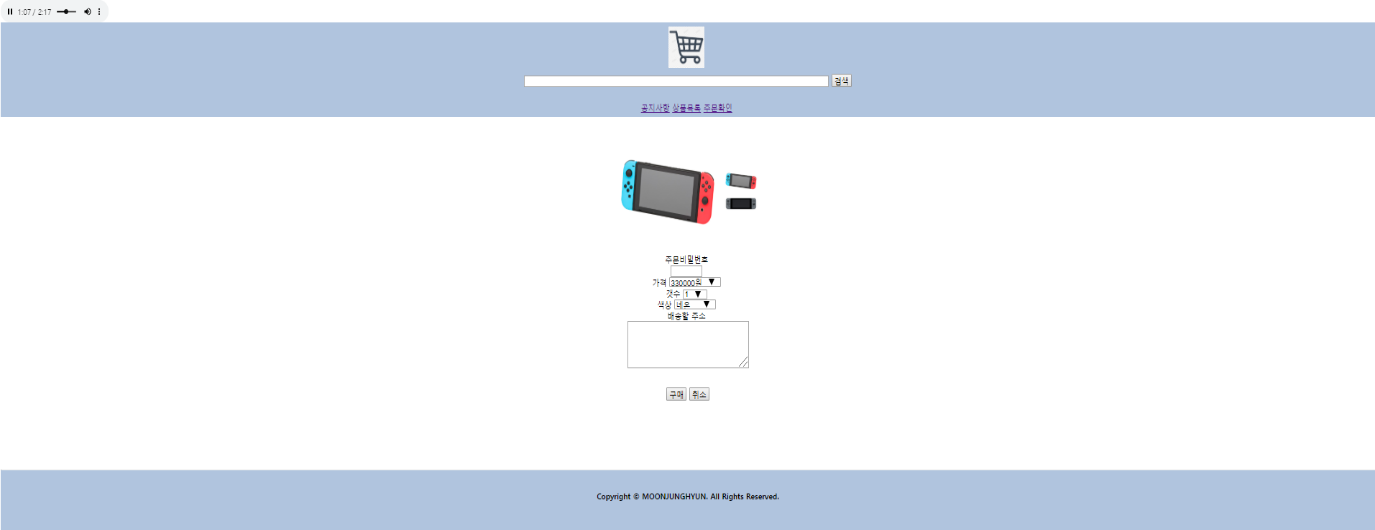 1:07 / 2:17
검색
공지사항 상품목록 주문확인
주문비밀번호
가격 330000원
갯수 1
색상 네온
배송할 주소
구매 취소
Copyright © MOONJUNGHYUN. All Rights Reserved.